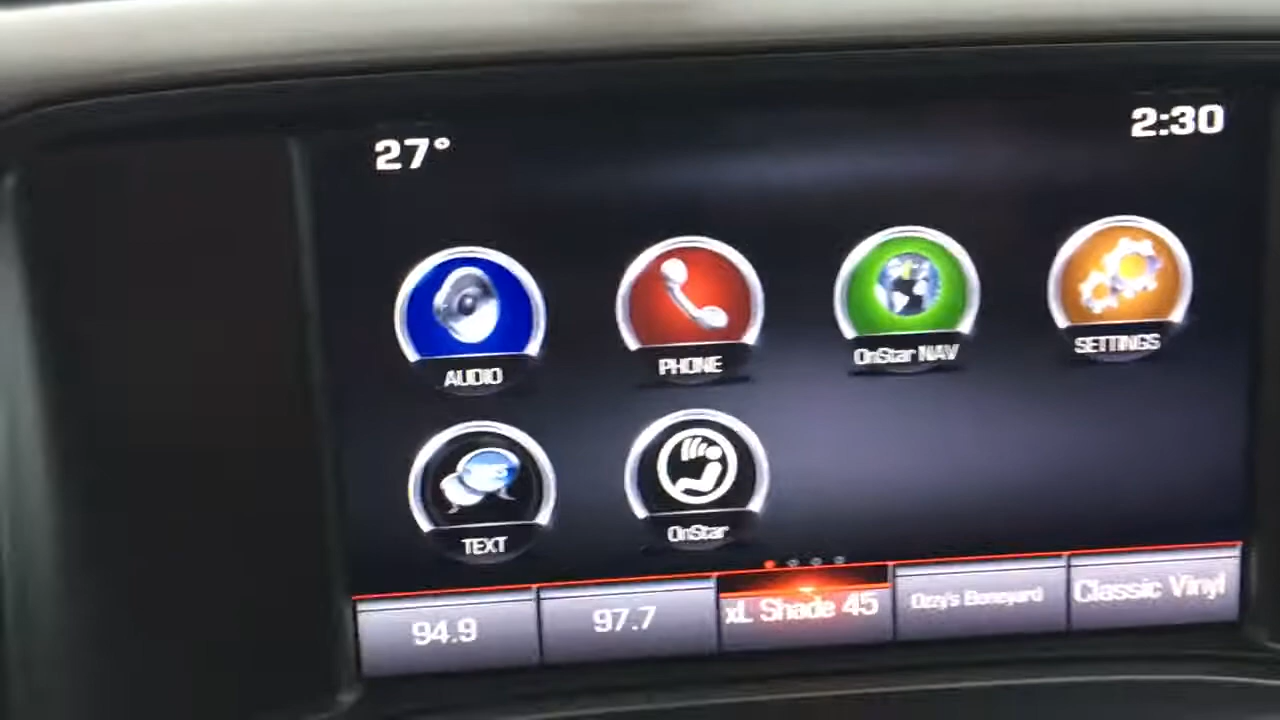 27°
2:30
AUDIO
PHONE
OnStar NAV
SETTINGS
TEXT
OnStar
94.9
97.7
xL Shade 45
Ozzy's Boneyard
Classic Vinyl